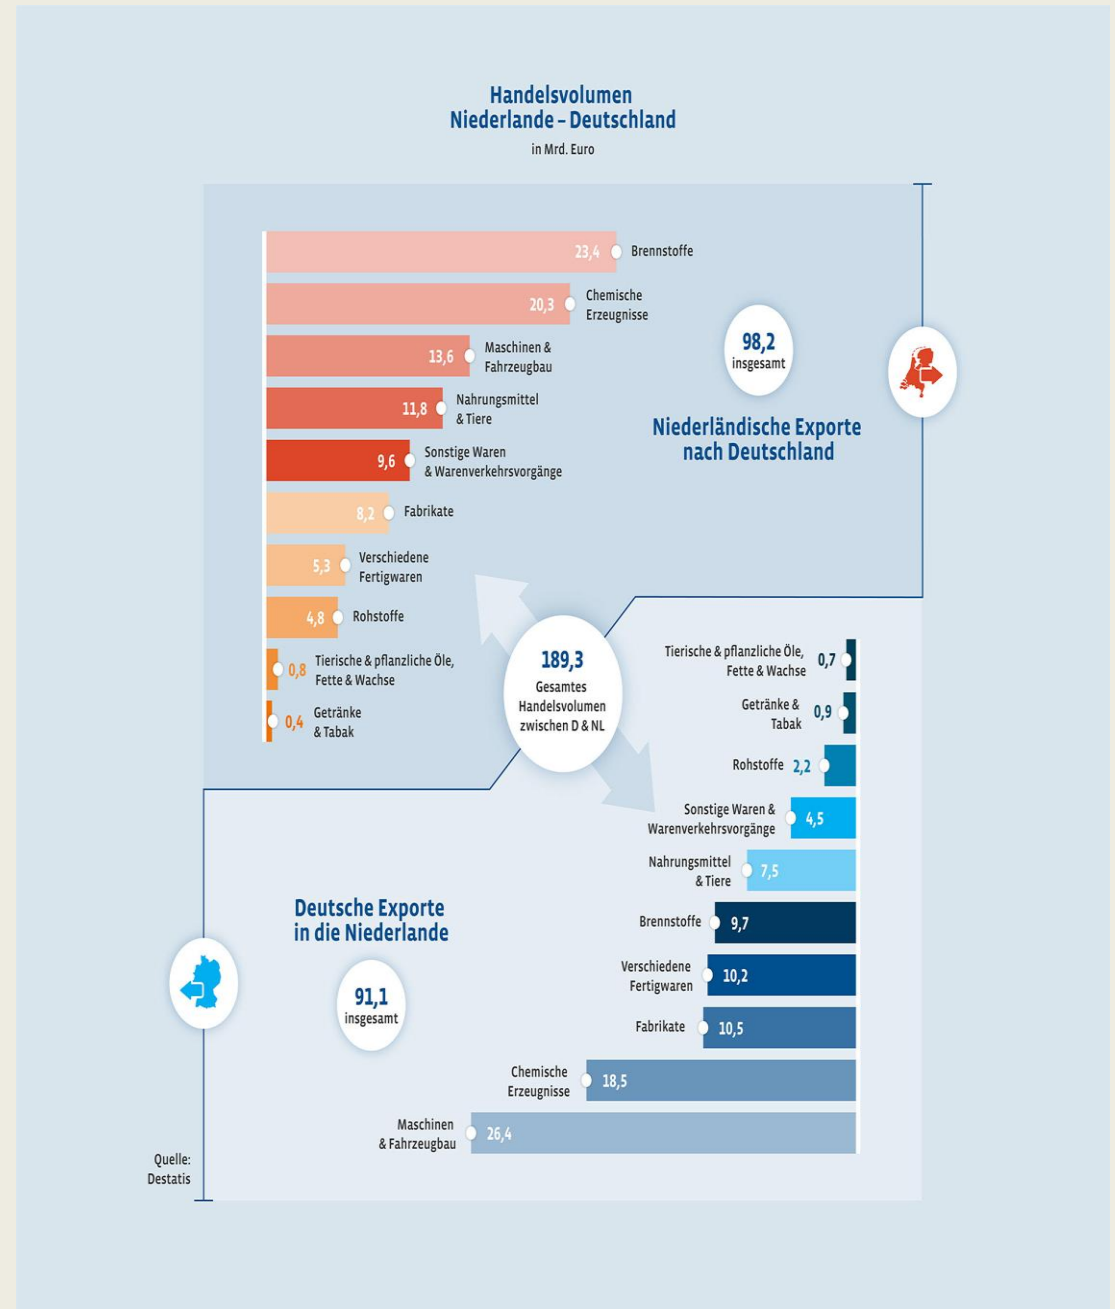 Handelsvolumen
Niederlande – Deutschland
in Mrd. Euro
23,4
Brennstoffe
20,3
Chemische
Erzeugnisse
13,6
Maschinen &
Fahrzeugbau
11,8
Nahrungsmittel
& Tiere
9,6
Sonstige Waren
& Warenverkehrsvorgänge
8,2
Fabrikate
5,3
Verschiedene
Fertigwaren
4,8
Rohstoffe
0,8
Tierische & pflanzliche Öle,
Fette & Wachse
0,4
Getränke
& Tabak
98,2
insgesamt
Niederländische Exporte
nach Deutschland
189,3
Gesamtes
Handelsvolumen
zwischen D & NL
Tierische & pflanzliche Öle,
Fette & Wachse
0,7
Getränke &
Tabak
0,9
Rohstoffe
2,2
Sonstige Waren &
Warenverkehrsvorgänge
4,5
Nahrungsmittel
& Tiere
7,5
Brennstoffe
9,7
Verschiedene
Fertigwaren
10,2
Fabrikate
10,5
Chemische
Erzeugnisse
18,5
Maschinen
& Fahrzeugbau
26,4
Deutsche Exporte
in die Niederlande
91,1
insgesamt
Quelle:
Destatis